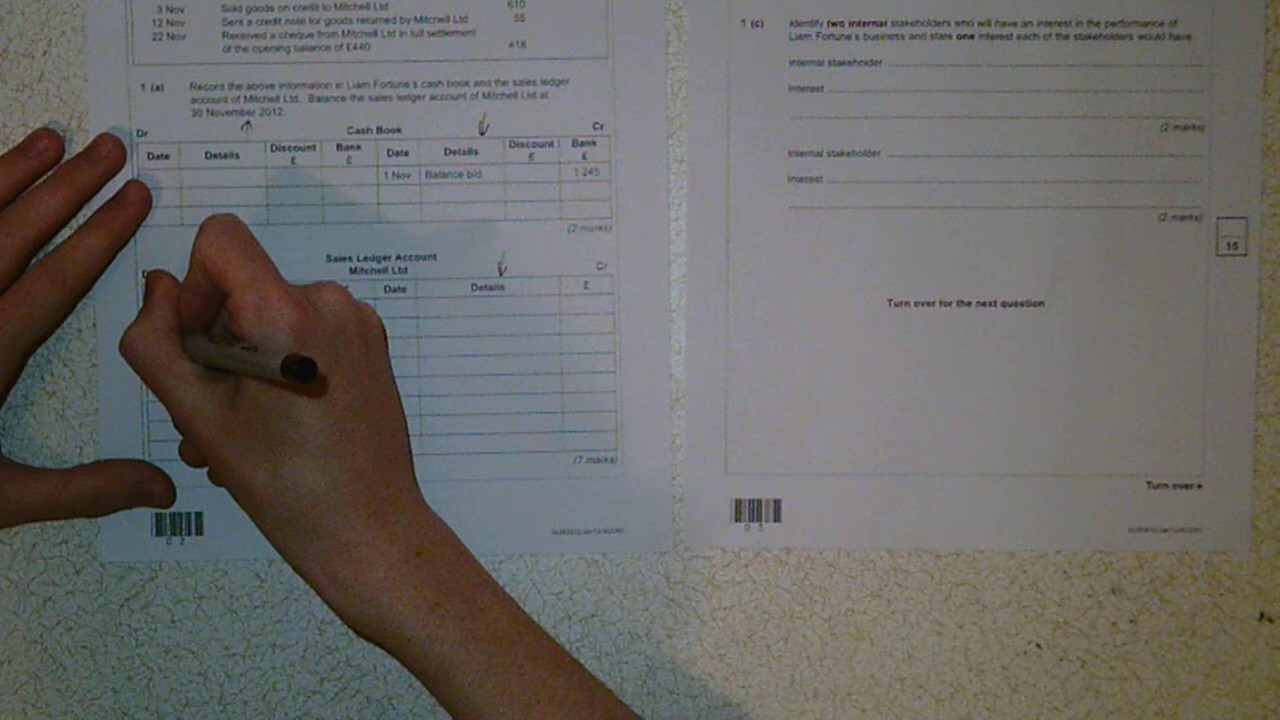 3 Nov Sold goods on credit to Mitchell Ltd 610
12 Nov Sent a credit note for goods returned by Mitchell Ltd 55
22 Nov Received a cheque from Mitchell Ltd in full settlement
of the opening balance of £440 418
1 (a) Record the above information in Liam Fortune's cash book and the sales ledger
account of Mitchell Ltd. Balance the sales ledger account of Mitchell Ltd at
30 November 2012.
Dr Cash Book Cr
Date Details Discount £ Bank £ Date Details Discount £ Bank £
1 Nov Balance b/d 1 245
(2 marks)
Sales Ledger Account
Mitchell Ltd Cr
Date Details £
(7 marks)
0 2
1 (c) Identify two internal stakeholders who will have an interest in the performance of
Liam Fortune's business and state one interest each of the stakeholders would have.
Internal stakeholder
Interest
(2 marks)
Internal stakeholder
Interest
(2 marks)
15
Turn over for the next question
Turn over
0 3